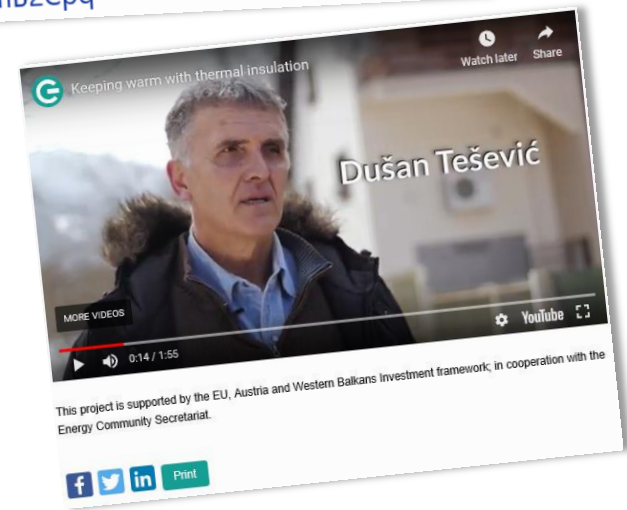 Keeping warm with thermal insulation
Watch later
Share
Dušan Tešević
MORE VIDEOS
0:14 / 1:55
YouTube
This project is supported by the EU, Austria and Western Balkans Investment framework; in cooperation with the
Energy Community Secretariat.
f
in
Print